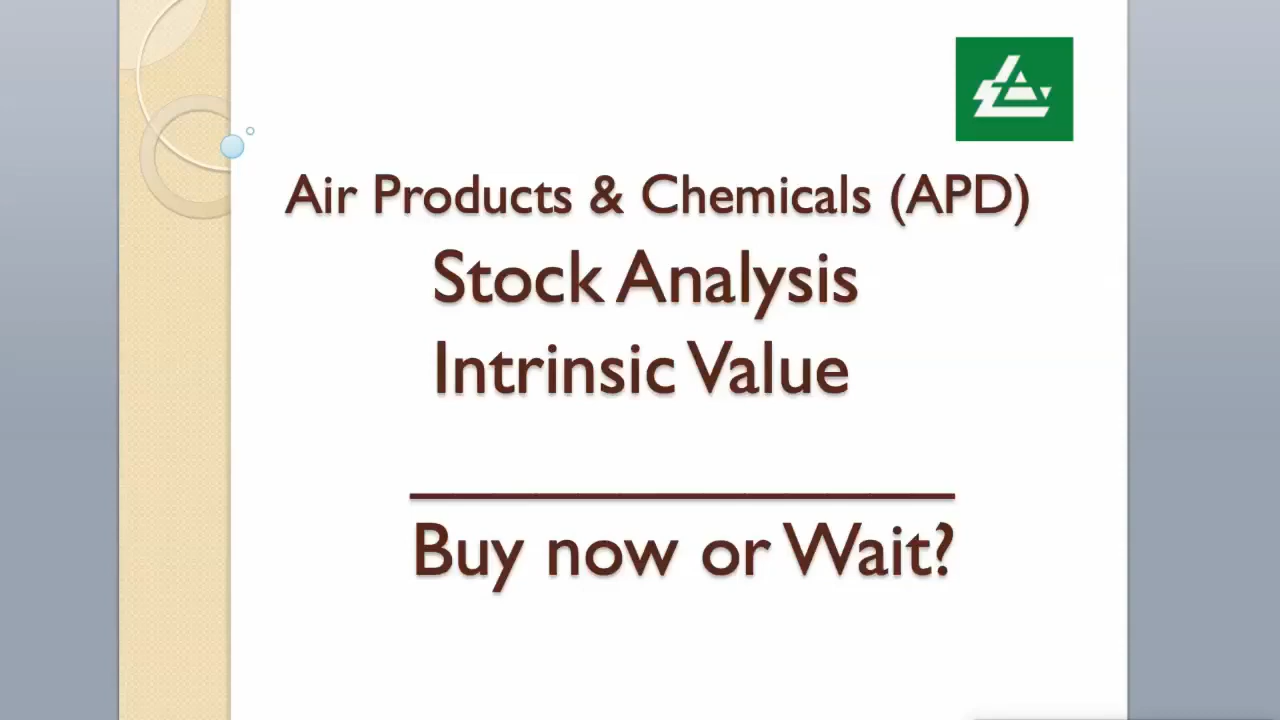 Air Products & Chemicals (APD)
Stock Analysis
Intrinsic Value
Buy now or Wait?